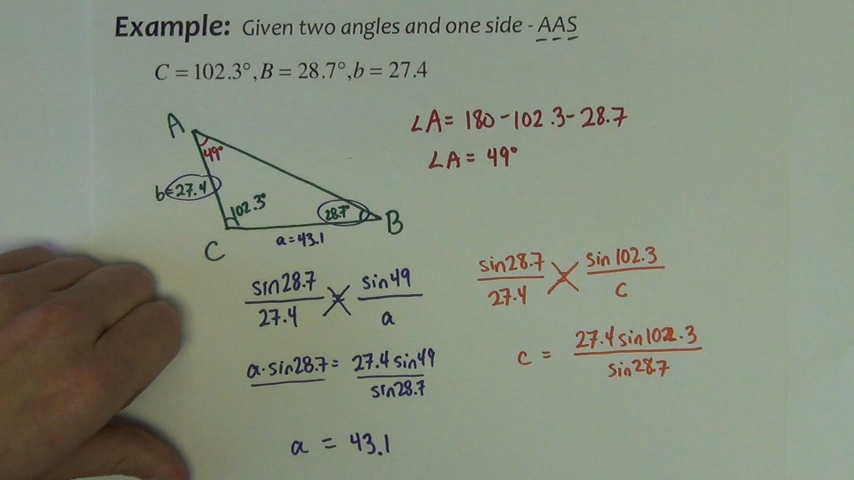 Example: Given two angles and one side - AAS
C = 102.3°, B = 28.7°, b = 27.4
∠A = 180 - 102.3 - 28.7
∠A = 49°
A
49°
b = 27.4
102.3°
28.7°
B
C
a = 43.1
sin28.7 / 27.4 = sin49 / a
a · sin28.7 = 27.4 sin49 / sin28.7
a = 43.1
sin28.7 / 27.4 = sin102.3 / c
c = 27.4 sin102.3 / sin28.7